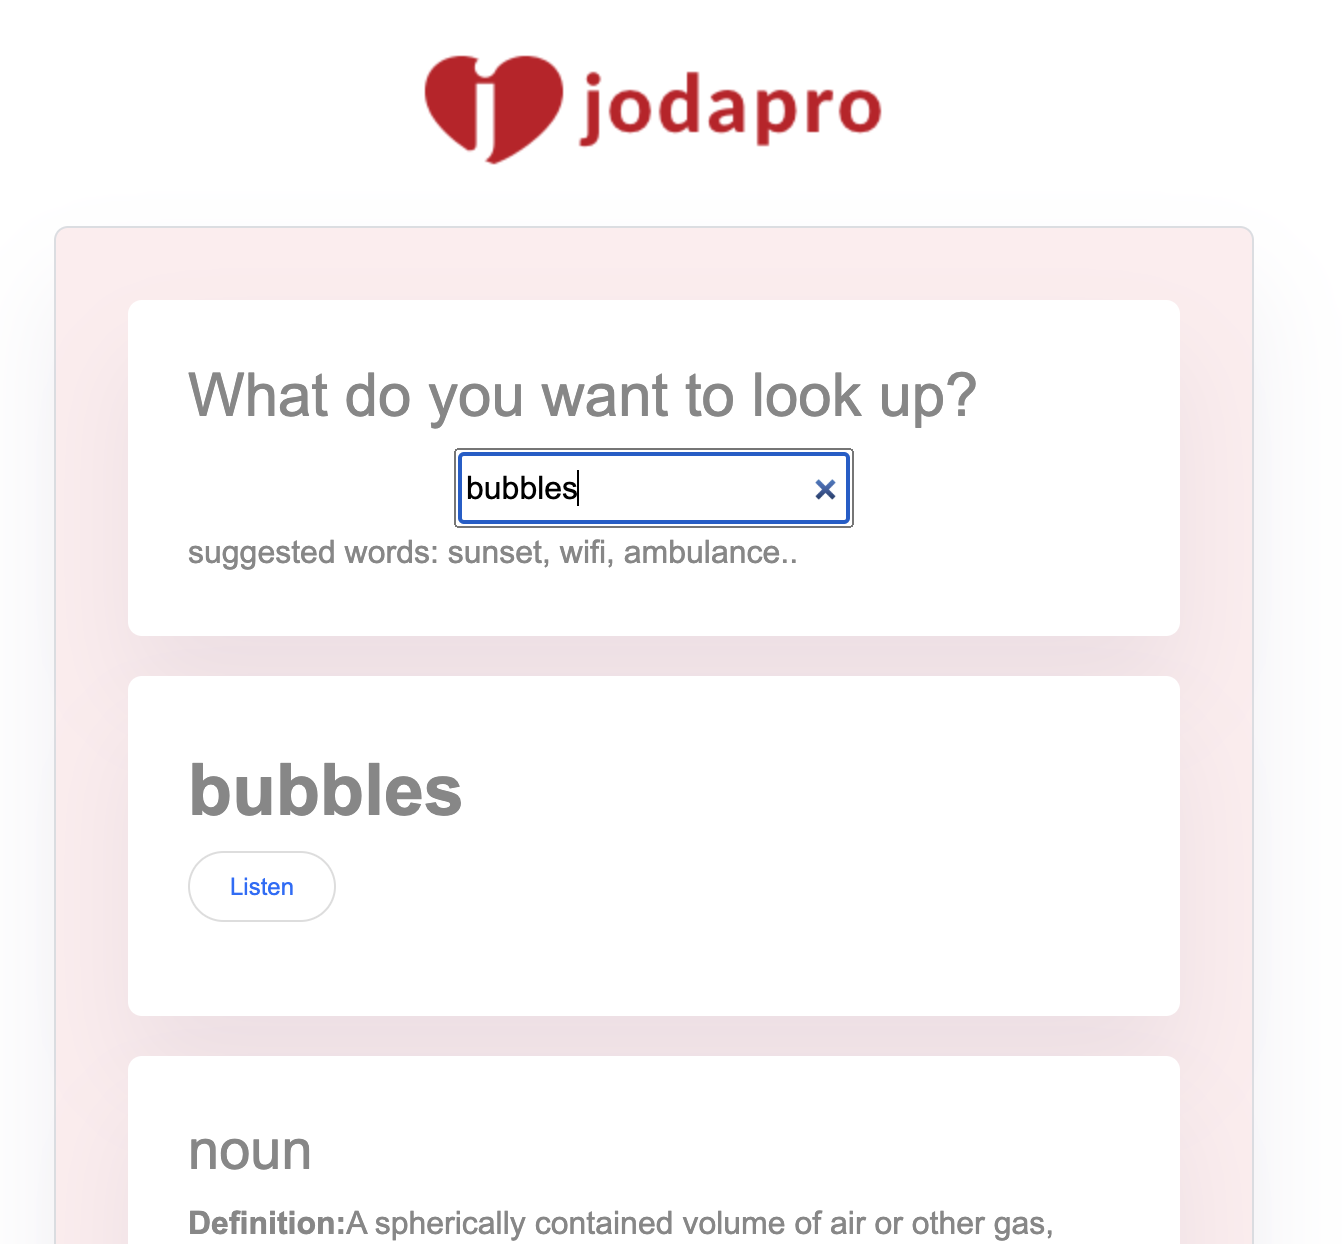 jodapro
What do you want to look up?
bubbles
suggested words: sunset, wifi, ambulance..
bubbles
Listen
noun
Definition:A spherically contained volume of air or other gas,